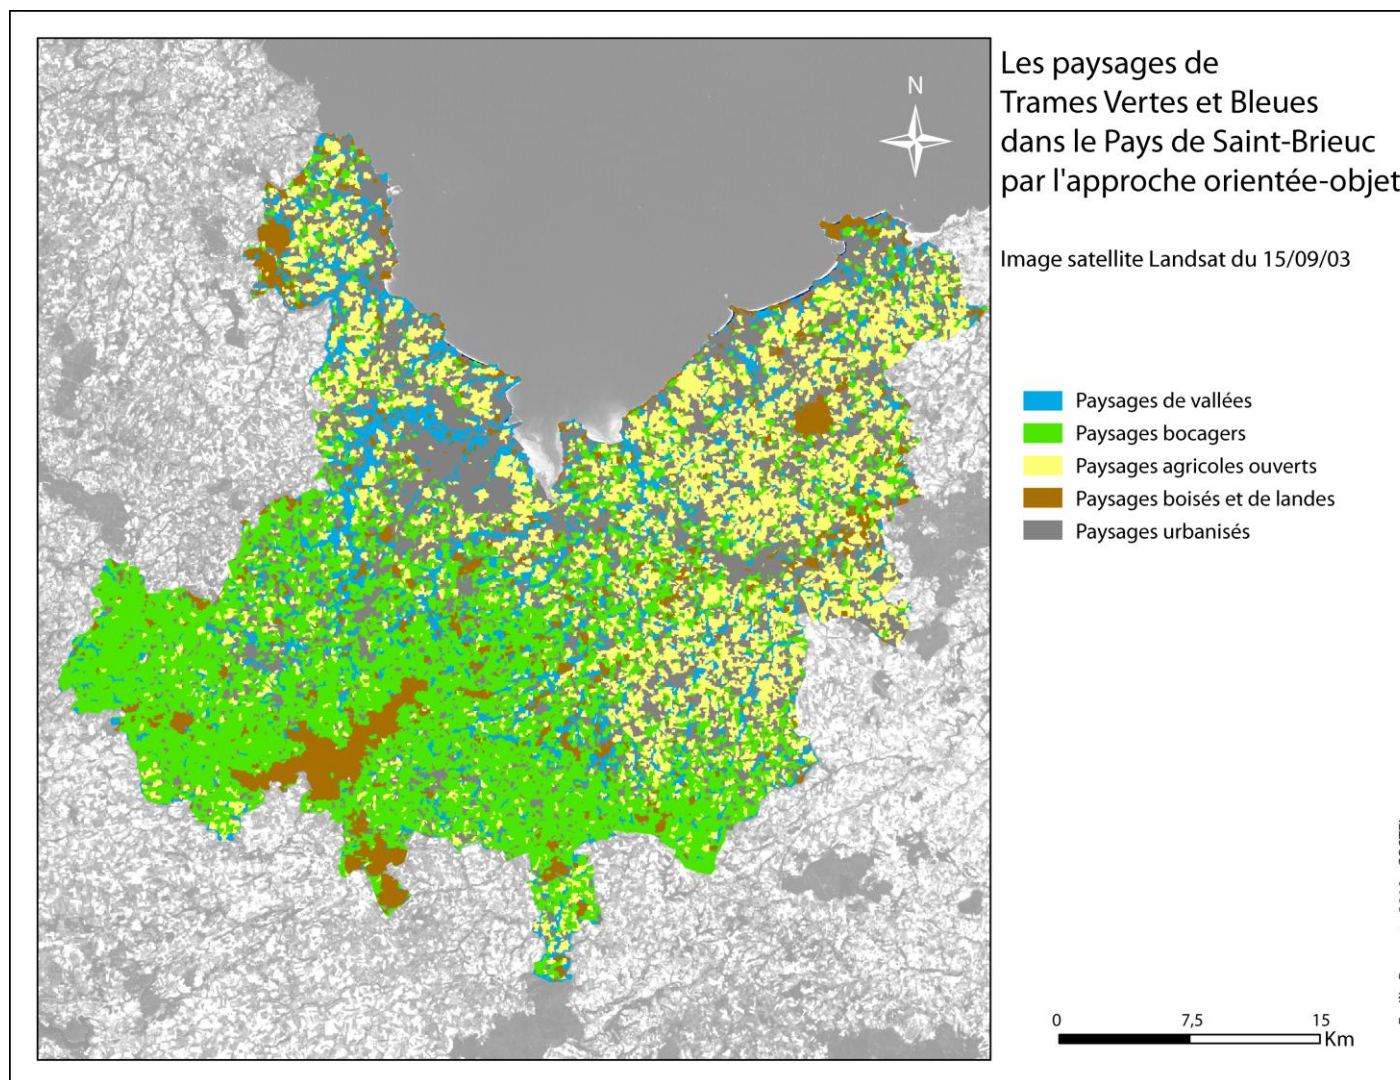 Les paysages de
Trames Vertes et Bleues
dans le Pays de Saint-Brieuc
par l'approche orientée-objet
Image satellite Landsat du 15/09/03
N
Paysages de vallées
Paysages bocagers
Paysages agricoles ouverts
Paysages boisés et de landes
Paysages urbanisés
0 7,5 15
Km